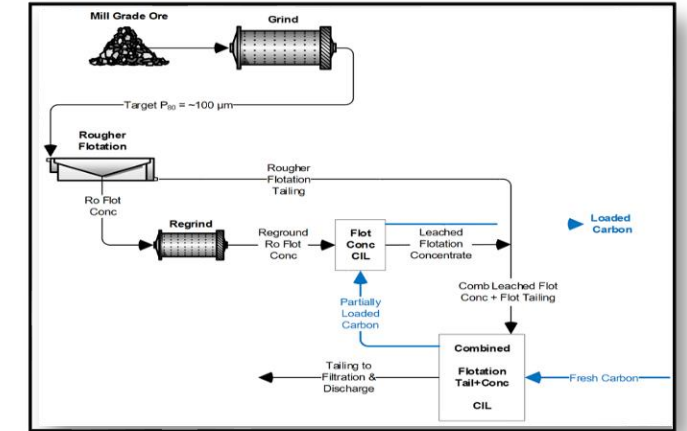 Mill Grade Ore
Grind
Target P₈₀ = ~100 µm
Rougher
Flotation
Rougher
Flotation
Tailing
Ro Flot
Conc
Regrind
Reground
Ro Flot
Conc
Flot
Conc
CIL
Leached
Flotation
Concentrate
Loaded
Carbon
Comb Leached Flot
Conc + Flot Tailing
Partially
Loaded
Carbon
Combined
Flotation
Tail+Conc
CIL
Tailing to
Filtration &
Discharge
Fresh Carbon